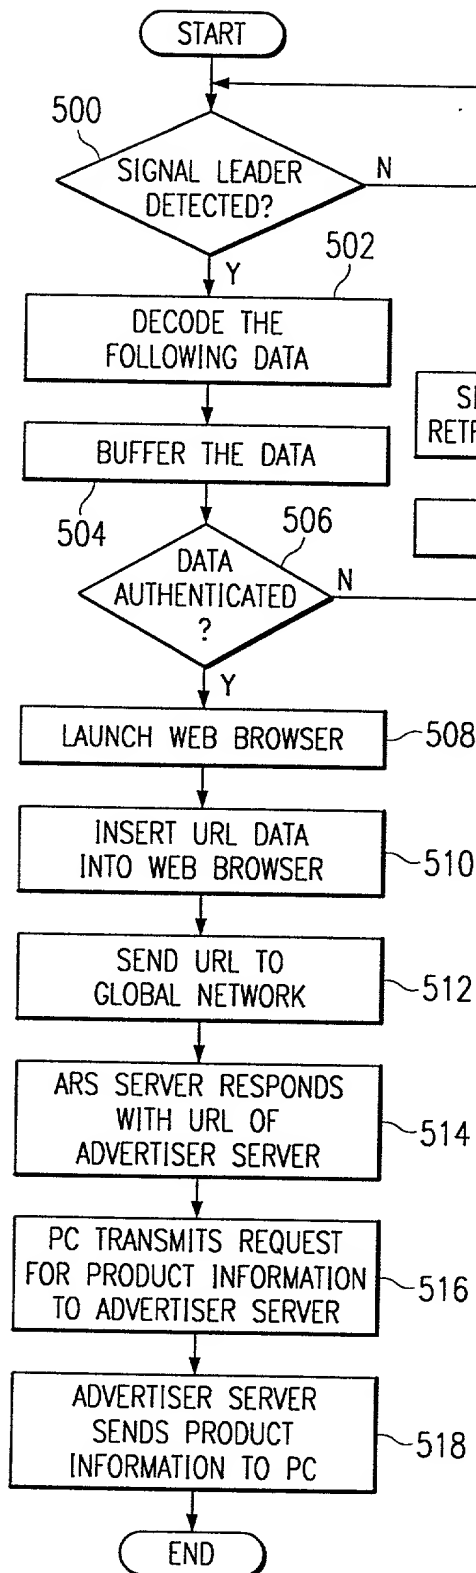 START
500
SIGNAL LEADER
DETECTED?
N
Y
502
DECODE THE
FOLLOWING DATA
BUFFER THE DATA
504
506
DATA
AUTHENTICATED
?
N
Y
LAUNCH WEB BROWSER
508
INSERT URL DATA
INTO WEB BROWSER
510
SEND URL TO
GLOBAL NETWORK
512
ARS SERVER RESPONDS
WITH URL OF
ADVERTISER SERVER
514
PC TRANSMITS REQUEST
FOR PRODUCT INFORMATION
TO ADVERTISER SERVER
516
ADVERTISER SERVER
SENDS PRODUCT
INFORMATION TO PC
518
END